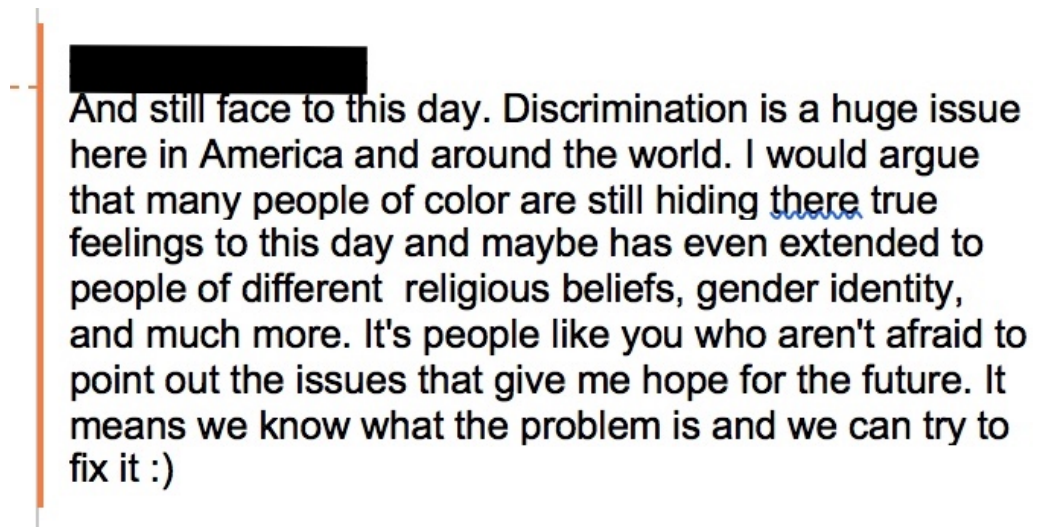 And still face to this day. Discrimination is a huge issue
here in America and around the world. I would argue
that many people of color are still hiding there true
feelings to this day and maybe has even extended to
people of different  religious beliefs, gender identity,
and much more. It's people like you who aren't afraid to
point out the issues that give me hope for the future. It
means we know what the problem is and we can try to
fix it :)